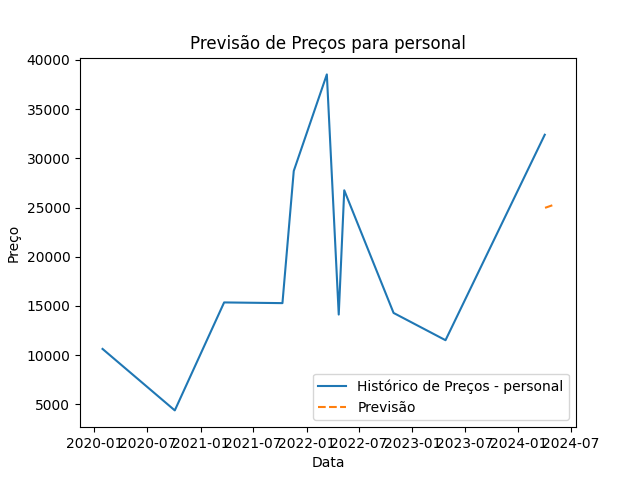 Previsão de Preços para personal
40000
35000
30000
25000
20000
15000
10000
5000
Preço
Histórico de Preços - personal
Previsão
2020-01 2020-07 2021-01 2021-07 2022-01 2022-07 2023-01 2023-07 2024-01 2024-07
Data